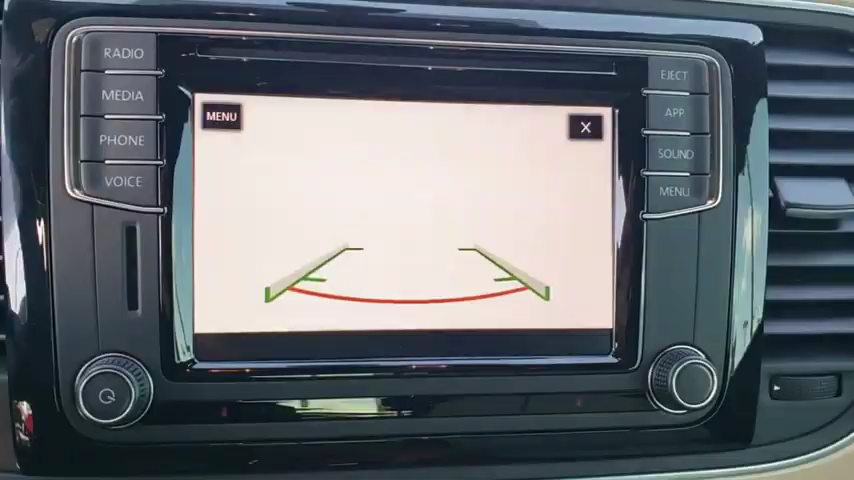 RADIO
MEDIA
PHONE
VOICE
MENU
X
EJECT
APP
SOUND
MENU